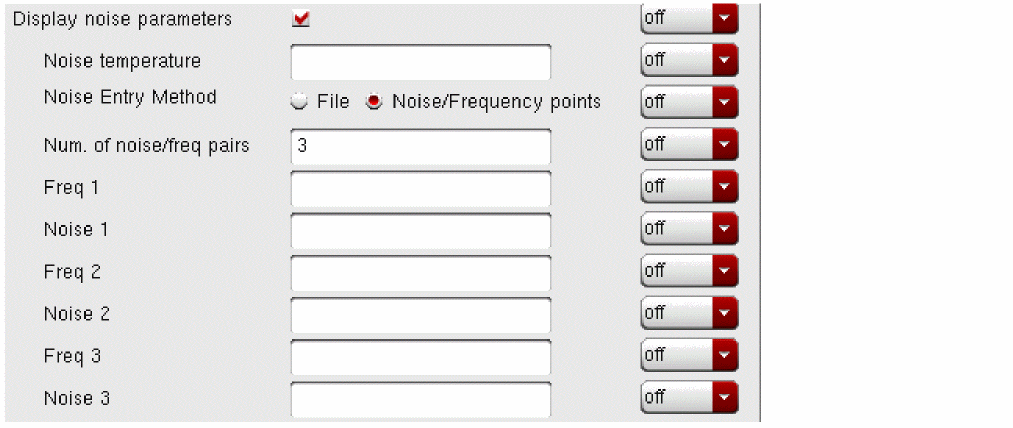 Display noise parameters off
Noise temperature off
Noise Entry Method File Noise/Frequency points off
Num. of noise/freq pairs 3 off
Freq 1 off
Noise 1 off
Freq 2 off
Noise 2 off
Freq 3 off
Noise 3 off